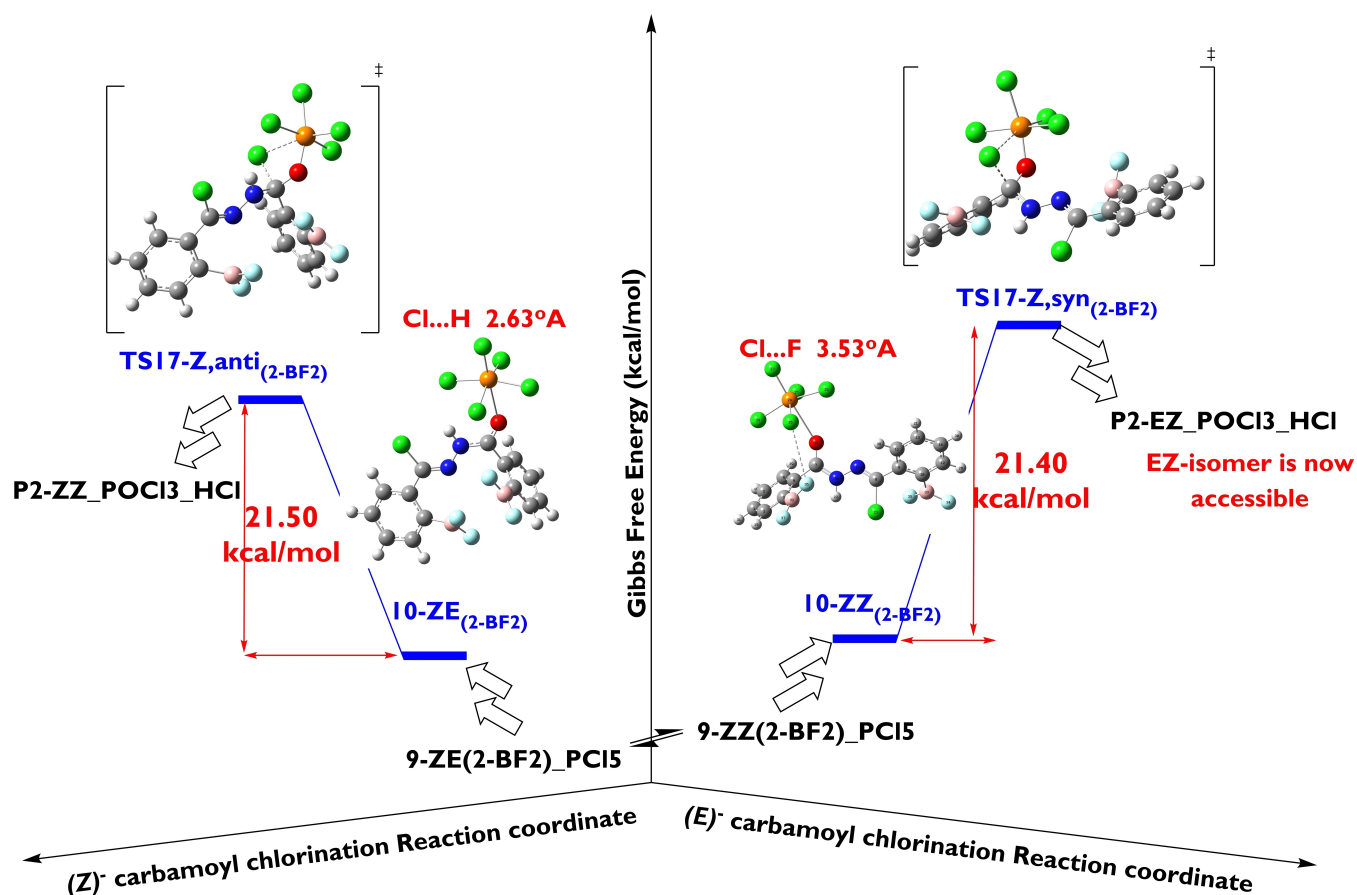 ‡
‡
TS17-Z,anti(2-BF2)
Cl...H 2.63ºA
P2-ZZ_POCl3_HCl
21.50
kcal/mol
10-ZE(2-BF2)
9-ZE(2-BF2)_PCl5
Gibbs Free Energy (kcal/mol)
TS17-Z,syn(2-BF2)
Cl...F 3.53ºA
P2-EZ_POCl3_HCl
EZ-isomer is now
accessible
21.40
kcal/mol
10-ZZ(2-BF2)
9-ZZ(2-BF2)_PCl5
(Z)- carbamoyl chlorination Reaction coordinate
(E)- carbamoyl chlorination Reaction coordinate